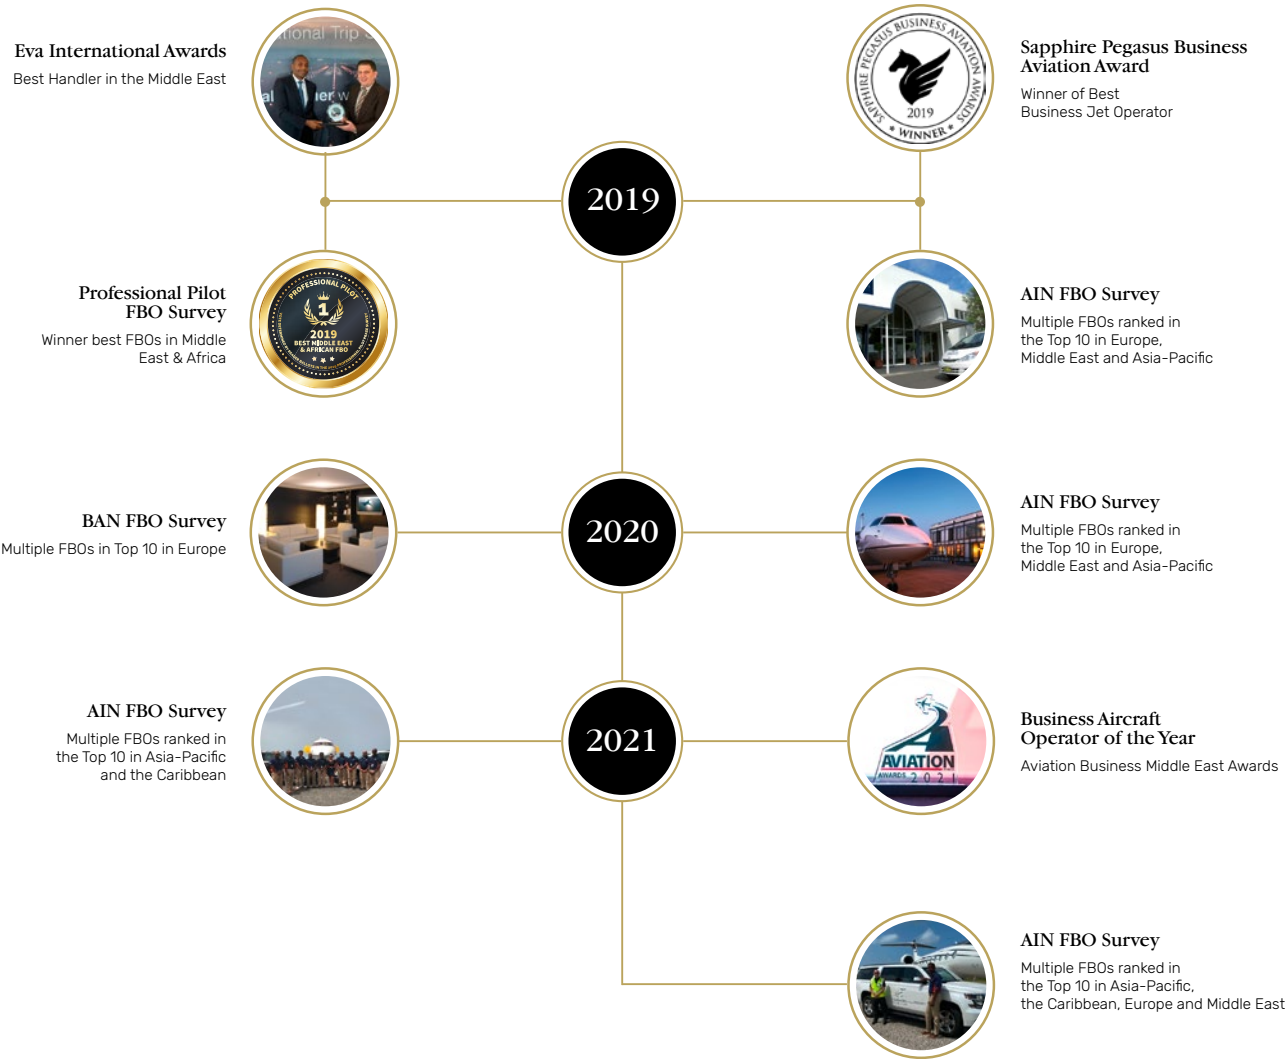 Eva International Awards
Best Handler in the Middle East
Sapphire Pegasus Business
Aviation Award
Winner of Best
Business Jet Operator
SAPPHIRE PEGASUS BUSINESS AVIATION AWARDS
2019
WINNER
2019
Professional Pilot
FBO Survey
Winner best FBOs in Middle
East & Africa
PROFESSIONAL PILOT
1
2019
BEST MIDDLE EAST
& AFRICAN FBO
AIN FBO Survey
Multiple FBOs ranked in
the Top 10 in Europe,
Middle East and Asia-Pacific
BAN FBO Survey
Multiple FBOs in Top 10 in Europe
2020
AIN FBO Survey
Multiple FBOs ranked in
the Top 10 in Europe,
Middle East and Asia-Pacific
AIN FBO Survey
Multiple FBOs ranked in
the Top 10 in Asia-Pacific
and the Caribbean
2021
AVIATION
AWARDS 2021
Business Aircraft
Operator of the Year
Aviation Business Middle East Awards
AIN FBO Survey
Multiple FBOs ranked in
the Top 10 in Asia-Pacific,
the Caribbean, Europe and Middle East